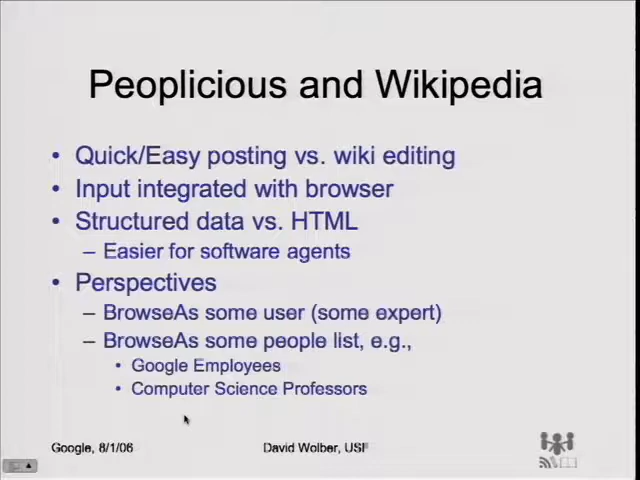 Peoplicious and Wikipedia
• Quick/Easy posting vs. wiki editing
• Input integrated with browser
• Structured data vs. HTML
– Easier for software agents
• Perspectives
– BrowseAs some user (some expert)
– BrowseAs some people list, e.g.,
• Google Employees
• Computer Science Professors
Google, 8/1/06
David Wolber, USF